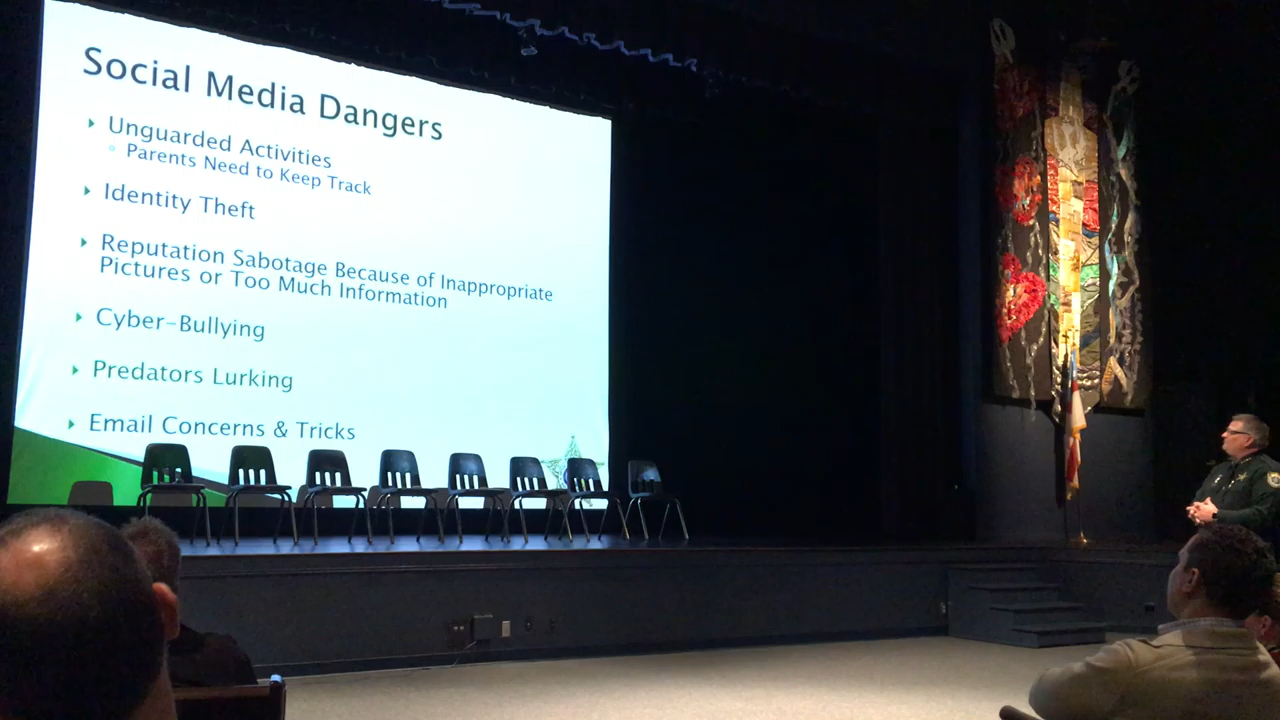 Social Media Dangers
Unguarded Activities
Parents Need to Keep Track
Identity Theft
Reputation Sabotage Because of Inappropriate
Pictures or Too Much Information
Cyber-Bullying
Predators Lurking
Email Concerns & Tricks